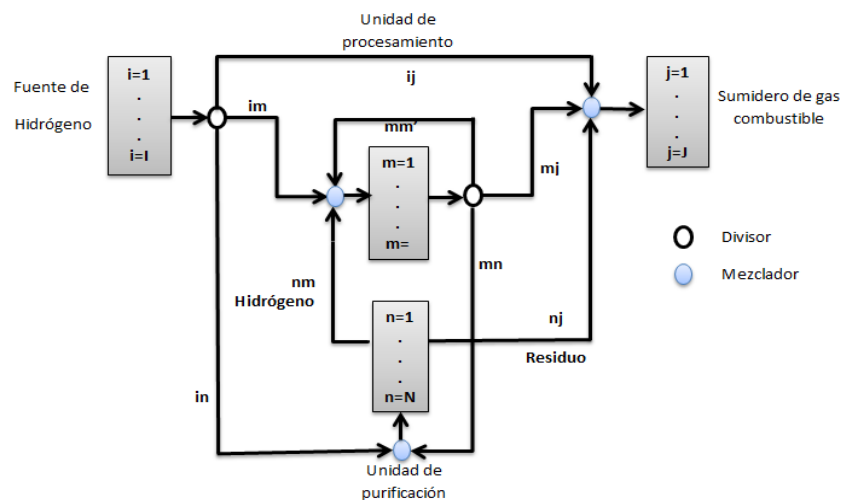 Unidad de
procesamiento
ij
Fuente de
Hidrógeno
i=1
.
.
.
i=I
im
mm'
m=1
.
.
.
m=
mj
mn
nm
Hidrógeno
n=1
.
.
.
n=N
nj
Residuo
in
Unidad de
purificación
j=1
.
.
.
j=J
Sumidero de gas
combustible
Divisor
Mezclador